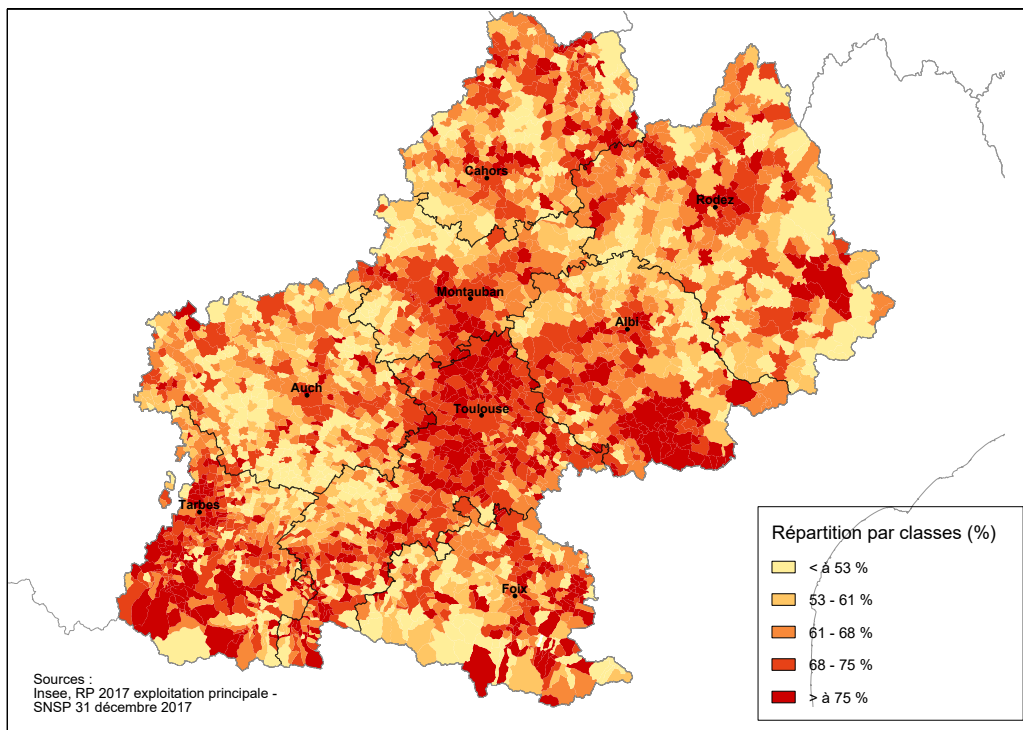 Cahors
Rodez
Montauban
Albi
Auch
Toulouse
Tarbes
Foix
Répartition par classes (%)
< à 53 %
53 - 61 %
61 - 68 %
68 - 75 %
> à 75 %
Sources :
Insee, RP 2017 exploitation principale -
SNSP 31 décembre 2017